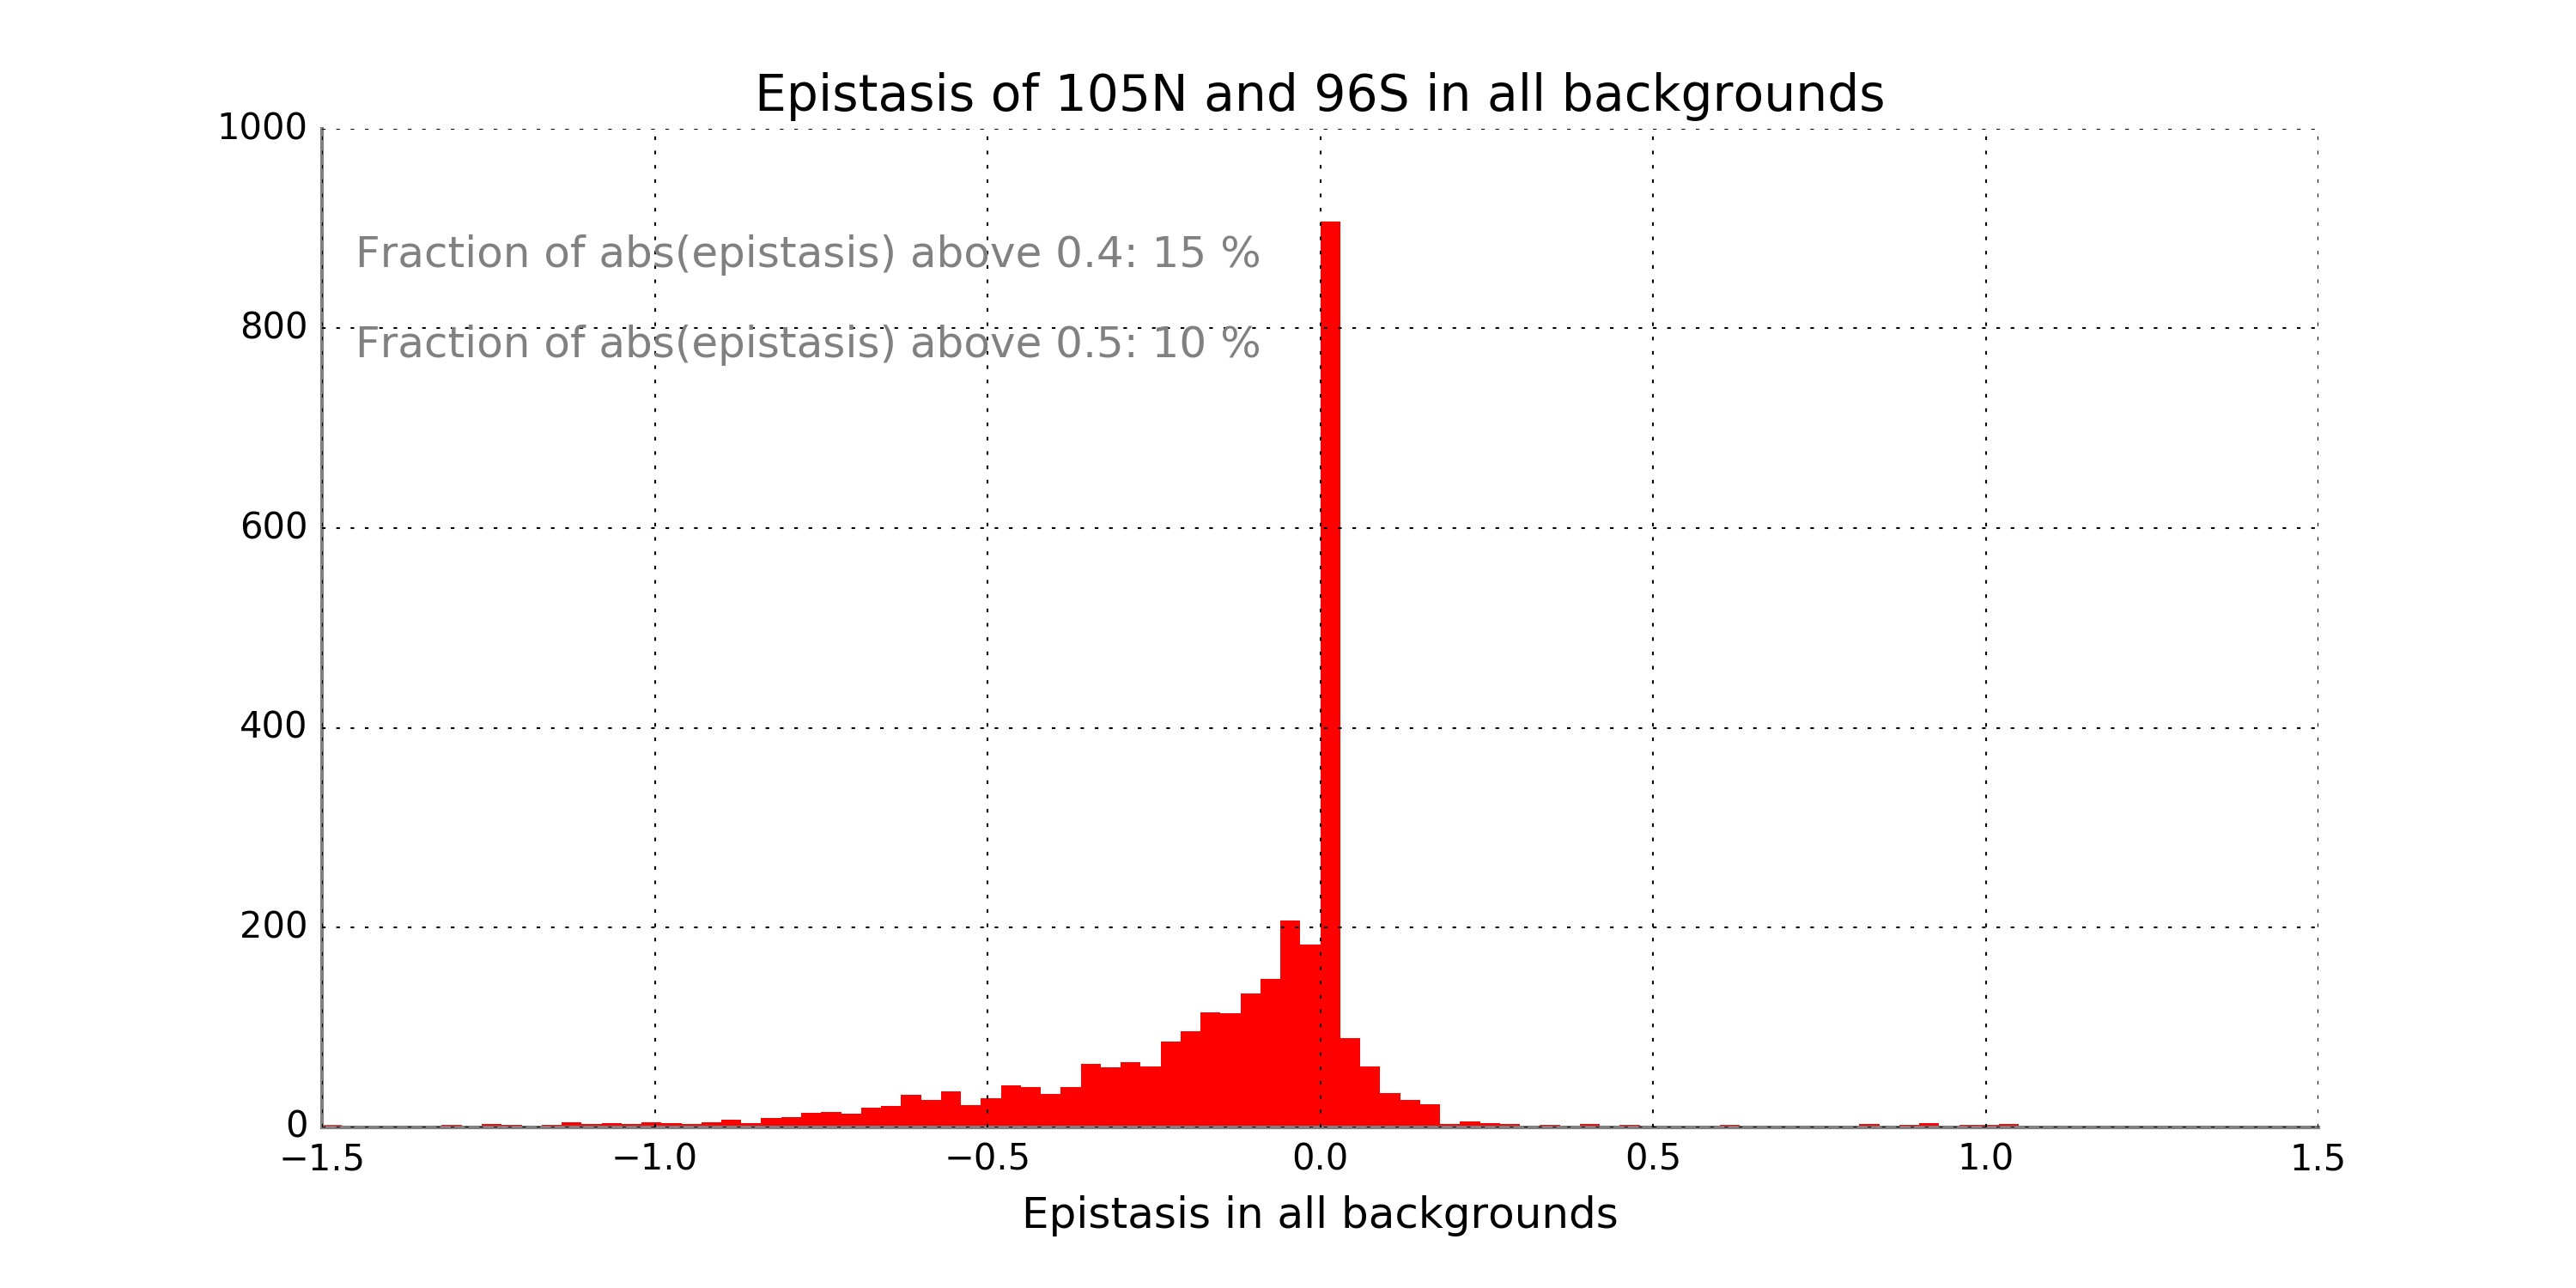 Epistasis of 105N and 96S in all backgrounds
1000
800
600
400
200
0
Fraction of abs(epistasis) above 0.4: 15 %
Fraction of abs(epistasis) above 0.5: 10 %
−1.5 −1.0 −0.5 0.0 0.5 1.0 1.5
Epistasis in all backgrounds